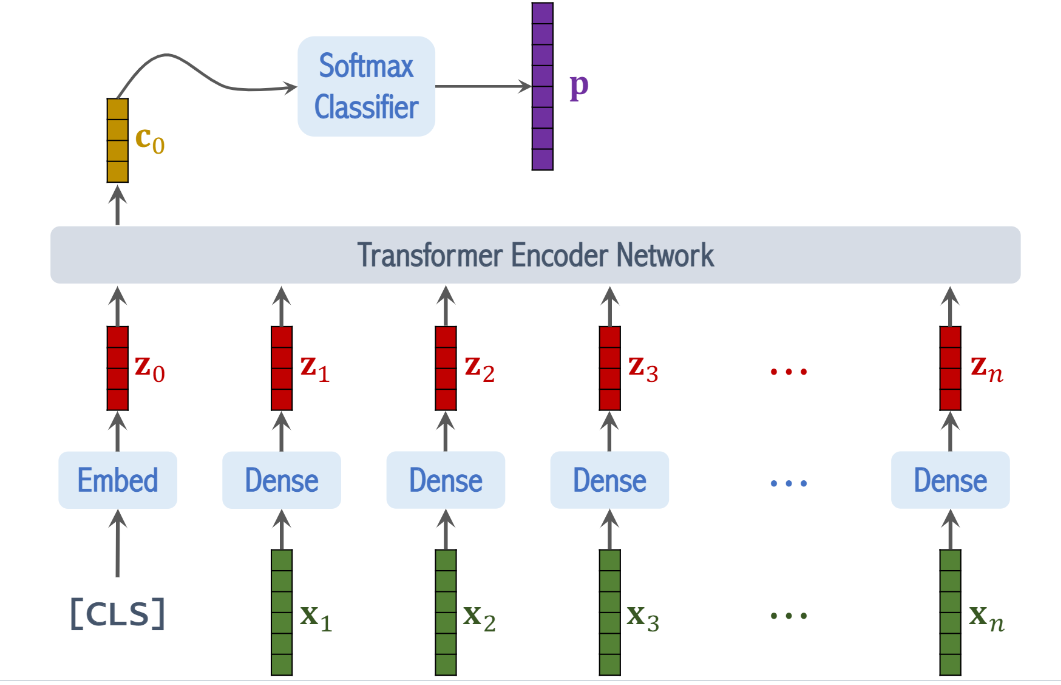 Softmax
Classifier
p
c₀
Transformer Encoder Network
z₀ z₁ z₂ z₃ ... zₙ
Embed Dense Dense Dense ... Dense
[CLS] x₁ x₂ x₃ ... xₙ